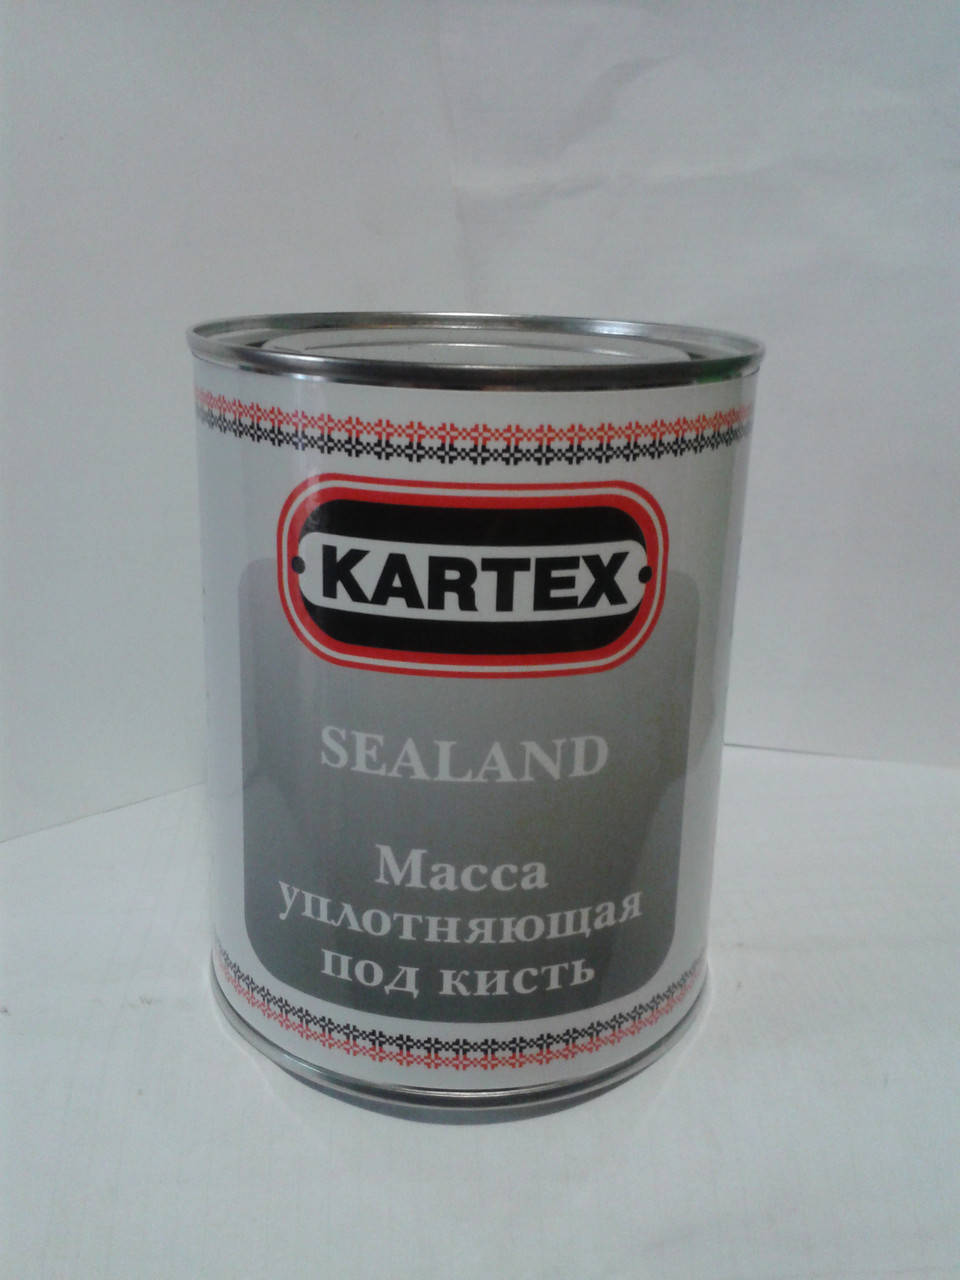 KARTEX
SEALAND
Масса
уплотняющая
под кисть